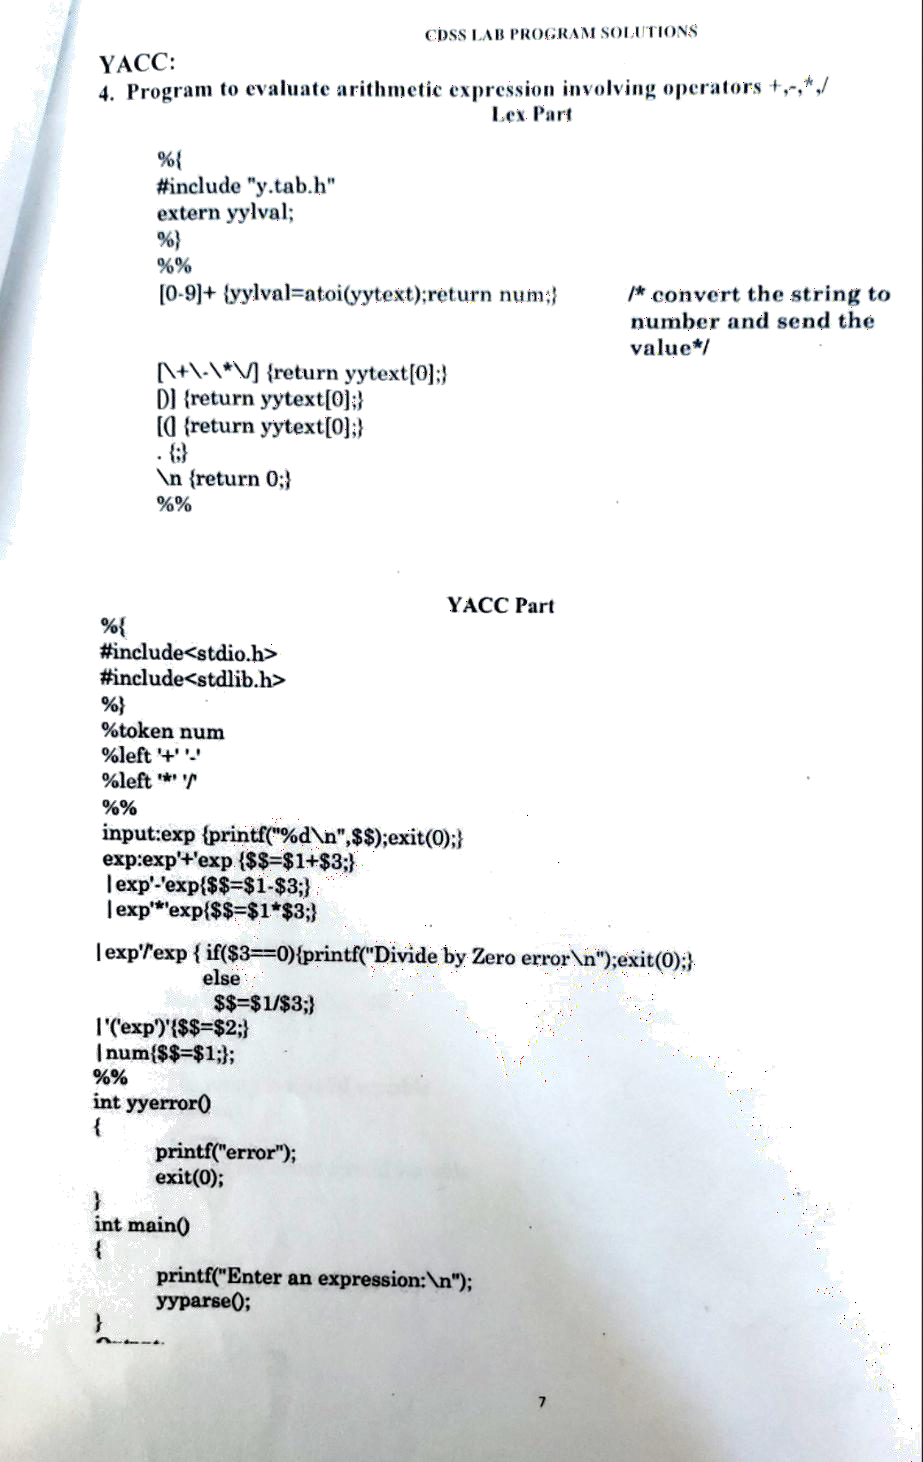 CDSS LAB PROGRAM SOLUTIONS
YACC:
4. Program to evaluate arithmetic expression involving operators +,-,*,/
Lex Part
%{
#include "y.tab.h"
extern yylval;
%}
%%
[0-9]+ {yylval=atoi(yytext);return num;} /* convert the string to
number and send the
value*/
[\+\-\*\/] {return yytext[0];}
[)] {return yytext[0];}
[(] {return yytext[0];}
. {;}
\n {return 0;}
%%
YACC Part
%{
#include<stdio.h>
#include<stdlib.h>
%}
%token num
%left '+' '-'
%left '*' '/'
%%
input:exp {printf("%d\n",$$);exit(0);}
exp:exp'+'exp {$$=$1+$3;}
|exp'-'exp{$$=$1-$3;}
|exp'*'exp{$$=$1*$3;}
|exp'/'exp { if($3==0){printf("Divide by Zero error\n");exit(0);}
else
$$=$1/$3;}
|'('exp')'{$$=$2;}
|num{$$=$1;};
%%
int yyerror()
{
printf("error");
exit(0);
}
int main()
{
printf("Enter an expression:\n");
yyparse();
}
7